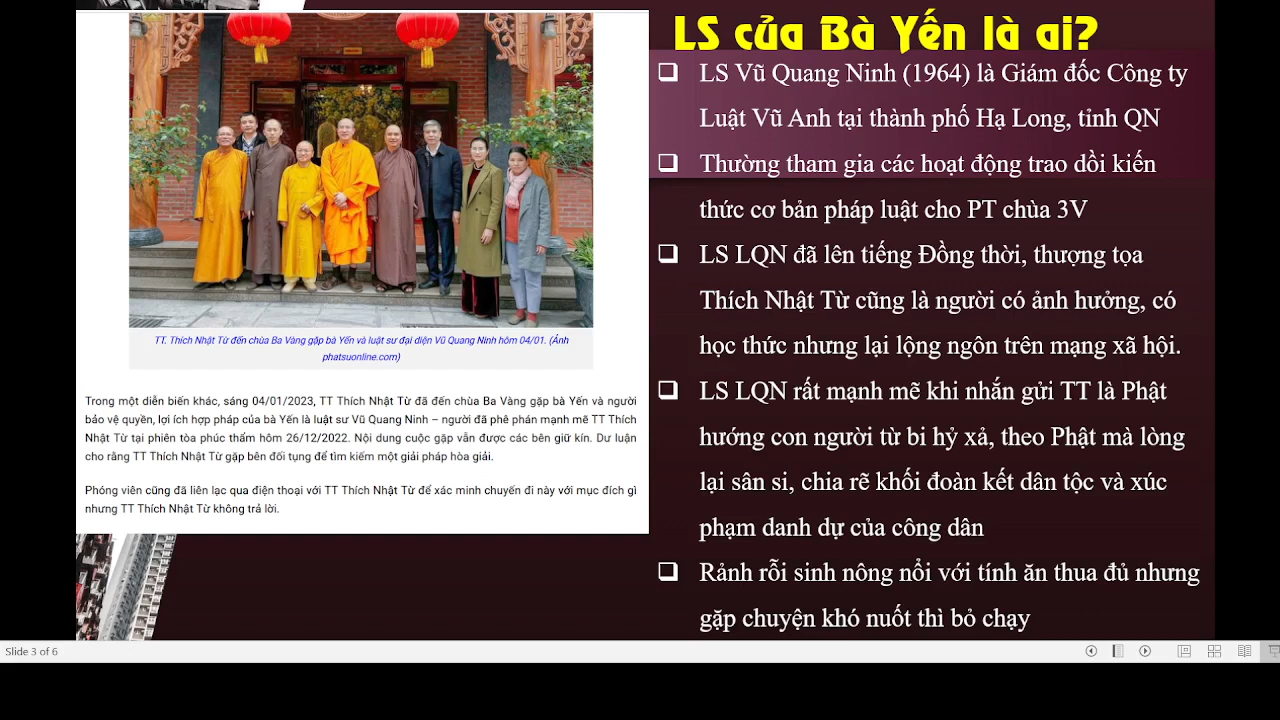 LS của Bà Yến là ai?
TT. Thích Nhật Từ đến chùa Ba Vàng gặp bà Yến và luật sư đại diện Vũ Quang Ninh hôm 04/01. (Ảnh
phatsuonline.com)
Trong một diễn biến khác, sáng 04/01/2023, TT Thích Nhật Từ đã đến chùa Ba Vàng gặp bà Yến và người
bảo vệ quyền, lợi ích hợp pháp của bà Yến là luật sư Vũ Quang Ninh – người đã phê phán mạnh mẽ TT Thích
Nhật Từ tại phiên tòa phúc thẩm hôm 26/12/2022. Nội dung cuộc gặp vẫn được các bên giữ kín. Dư luận
cho rằng TT Thích Nhật Từ gặp bên đối tụng để tìm kiếm một giải pháp hòa giải.
Phóng viên cũng đã liên lạc qua điện thoại với TT Thích Nhật Từ để xác minh chuyến đi này với mục đích gì
nhưng TT Thích Nhật Từ không trả lời.
LS Vũ Quang Ninh (1964) là Giám đốc Công ty
Luật Vũ Anh tại thành phố Hạ Long, tỉnh QN
Thường tham gia các hoạt động trao dồi kiến
thức cơ bản pháp luật cho PT chùa 3V
LS LQN đã lên tiếng Đồng thời, thượng tọa
Thích Nhật Từ cũng là người có ảnh hưởng, có
học thức nhưng lại lộng ngôn trên mạng xã hội.
LS LQN rất mạnh mẽ khi nhắn gửi TT là Phật
hướng con người từ bi hỷ xả, theo Phật mà lòng
lại sân si, chia rẽ khối đoàn kết dân tộc và xúc
phạm danh dự của công dân
Rảnh rỗi sinh nông nổi với tính ăn thua đủ nhưng
gặp chuyện khó nuốt thì bỏ chạy
Slide 3 of 6